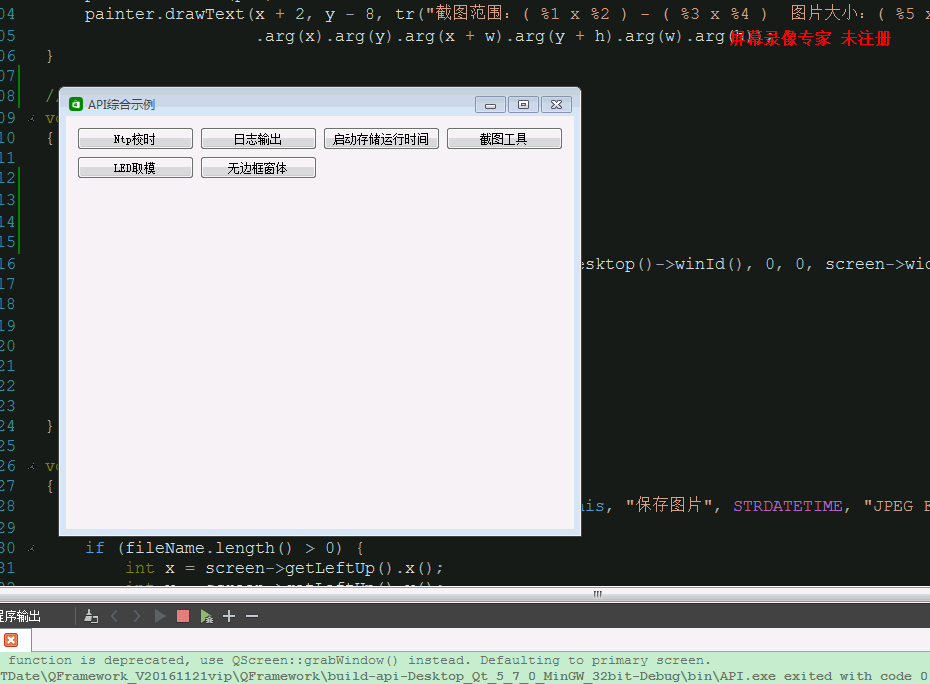 04 painter.drawText(x + 2, y - 8, tr("截图范围：( %1 x %2 ) - ( %3 x %4 )  图片大小：( %5 x
05 .arg(x).arg(y).arg(x + w).arg(y + h).arg(w).arg(h)
屏幕录像专家 未注册
06 }
07
08 //
09 vo
10 {
11
12
13
14
15
16 esktop()->winId(), 0, 0, screen->wid
17
18
19
20
21
22
23
24 }
25
26 vo
27 {
28 his, "保存图片", STRDATETIME, "JPEG
29
30 if (fileName.length() > 0) {
31 int x = screen->getLeftUp().x();
API综合示例
Ntp校时 日志输出 启动存储运行时间 截图工具
LED取模 无边框窗体
程序输出
function is deprecated, use QScreen::grabWindow() instead. Defaulting to primary screen.
TDate\QFramework_V20161121vip\QFramework\build-api-Desktop_Qt_5_7_0_MinGW_32bit-Debug\bin\API.exe exited with code 0